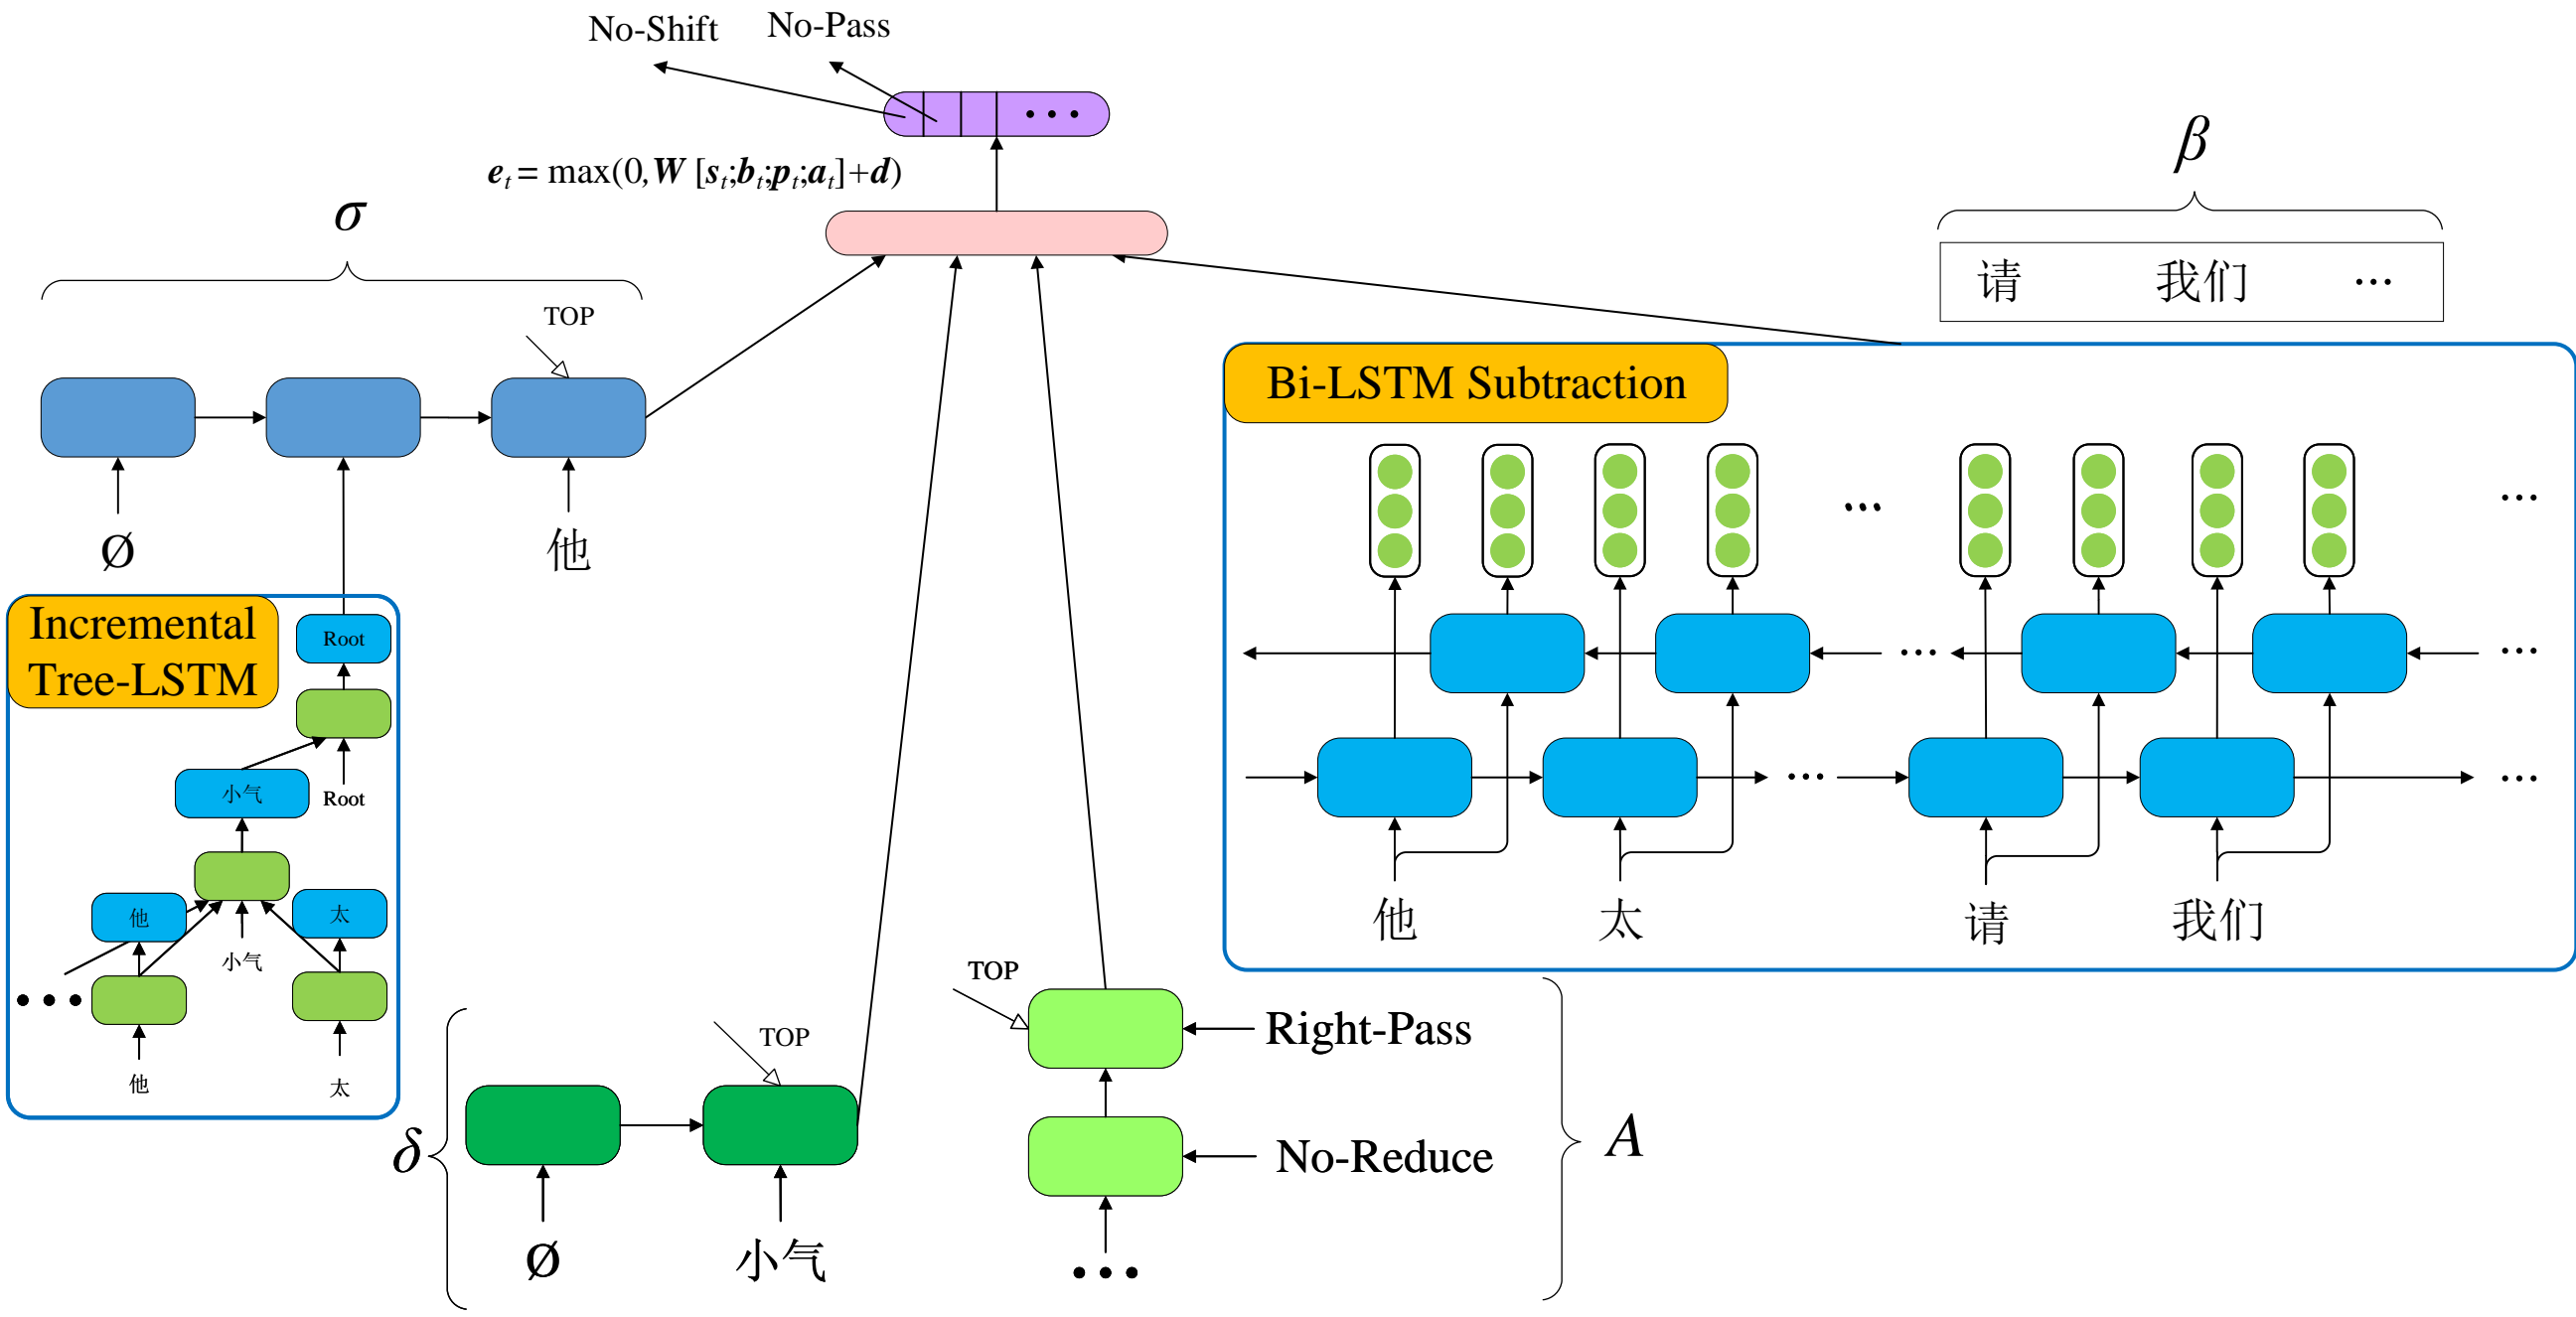 No-Shift
No-Pass
e_t = max(0, W [s_t;b_t;p_t;a_t]+d)
σ
TOP
Ø
他
Incremental
Tree-LSTM
Root
小气
Root
他
太
小气
...
他
太
β
请 我们 ...
Bi-LSTM Subtraction
... ...
... ...
... ...
他 太 请 我们
δ
TOP
Ø
小气
TOP
Right-Pass
No-Reduce
...
A